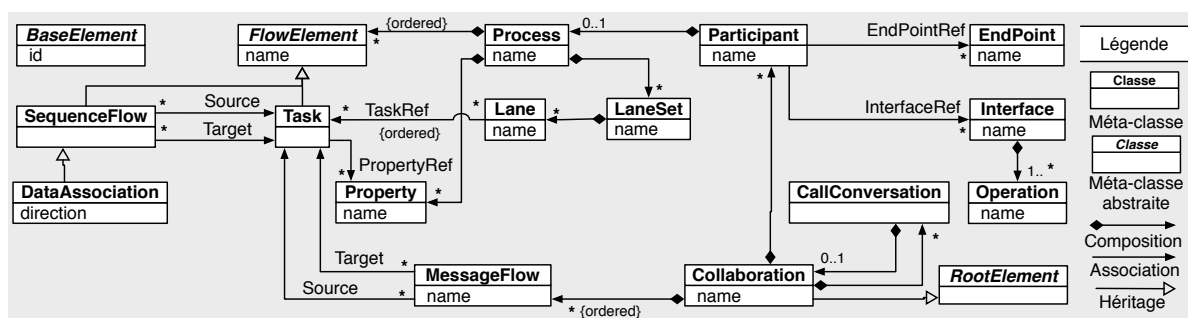 BaseElement
id
FlowElement
name
{ordered}
*
Process
name
0..1
Participant
name
EndPointRef
*
EndPoint
name
Légende
Classe
Méta-classe
Classe
Méta-classe
abstraite
Composition
Association
Héritage
SequenceFlow
*
Source
*
Target
Task
*
TaskRef
*
{ordered}
Lane
name
*
*
LaneSet
name
InterfaceRef
*
Interface
name
PropertyRef
*
*
DataAssociation
direction
Property
name
CallConversation
1.. *
Operation
name
Target
*
Source
*
MessageFlow
name
* {ordered}
*
0..1
*
Collaboration
name
RootElement